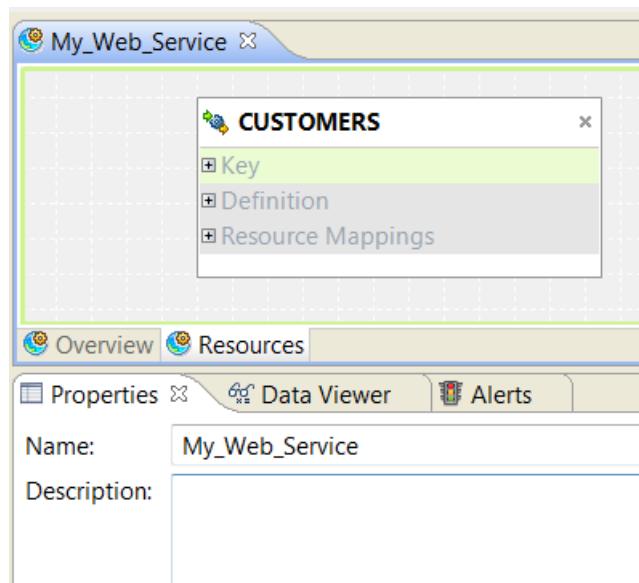 My_Web_Service
CUSTOMERS
Key
Definition
Resource Mappings
Overview Resources
Properties Data Viewer Alerts
Name: My_Web_Service
Description: